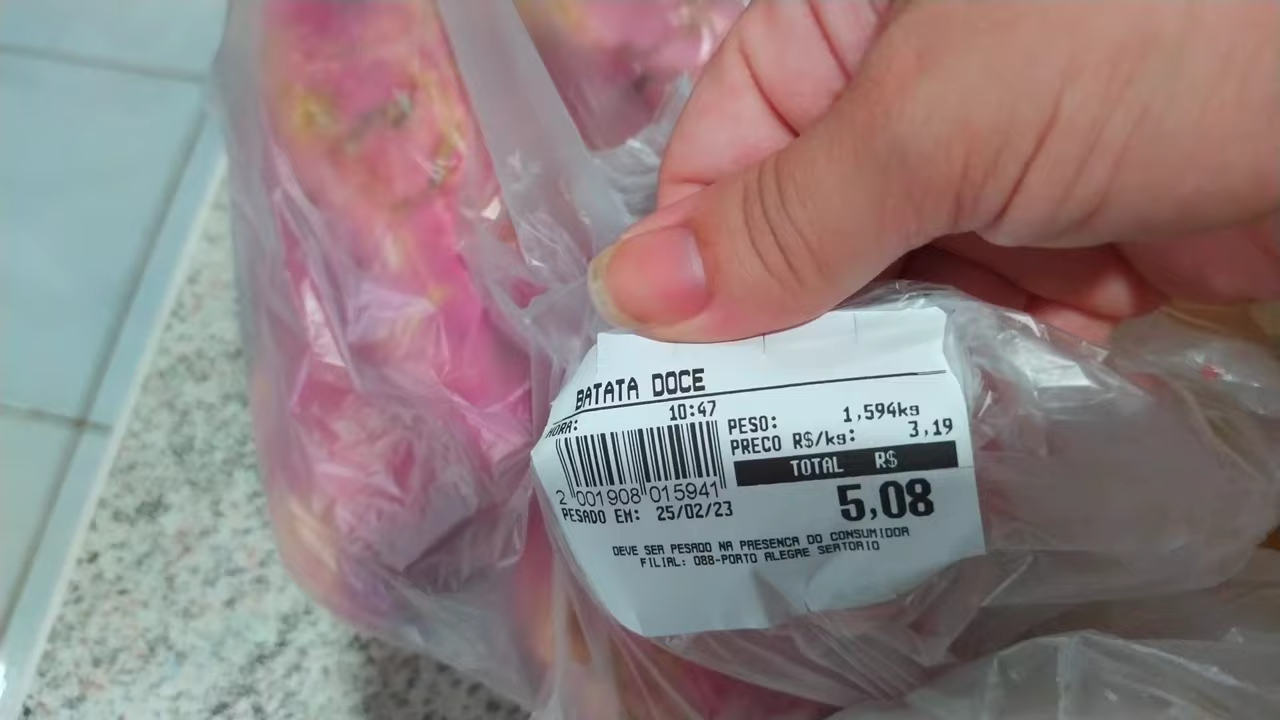 BATATA DOCE
HORA: 10:47
PESO: 1,594kg
PRECO R$/kg: 3,19
TOTAL R$
5,08
2 001908 015941
PESADO EM: 25/02/23
DEVE SER PESADO NA PRESENCA DO CONSUMIDOR
FILIAL: 088-PORTO ALEGRE SERTORIO